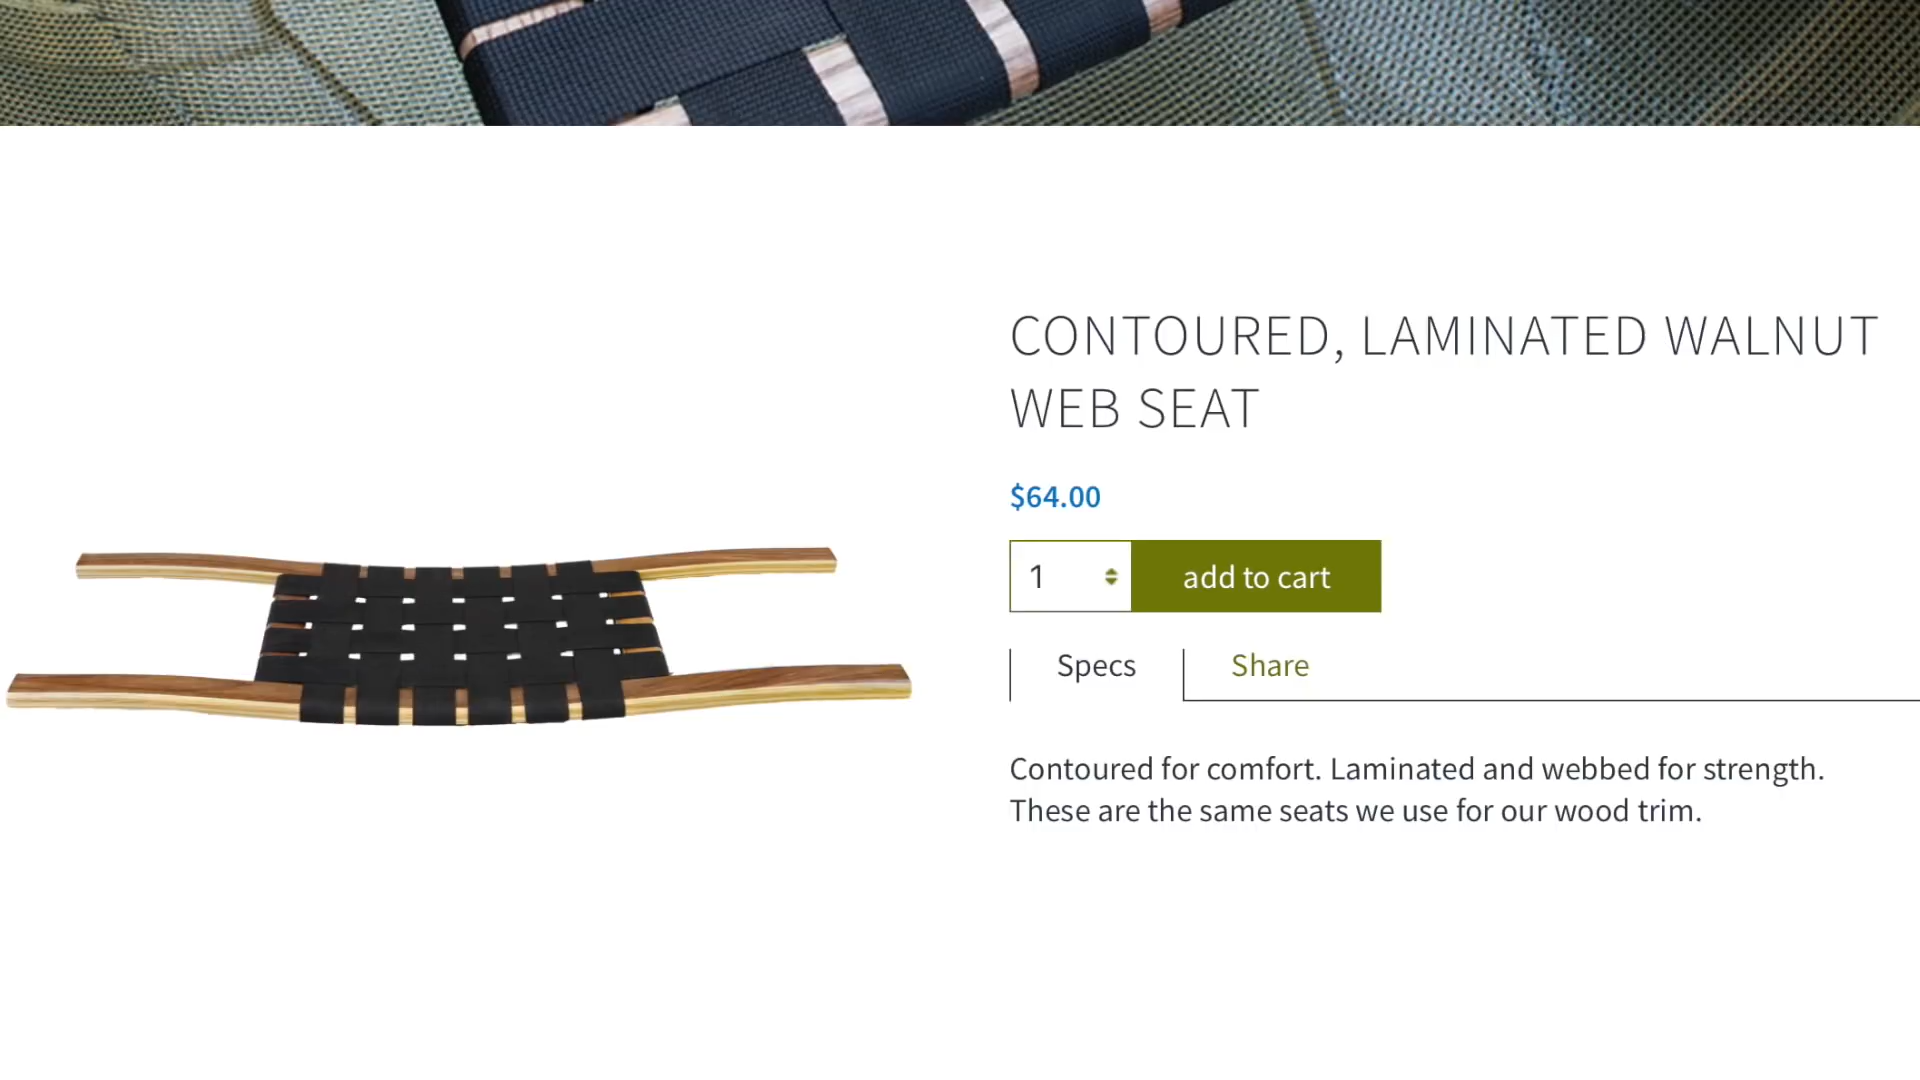 CONTOURED, LAMINATED WALNUT
WEB SEAT
$64.00
1
add to cart
Specs
Share
Contoured for comfort. Laminated and webbed for strength.
These are the same seats we use for our wood trim.